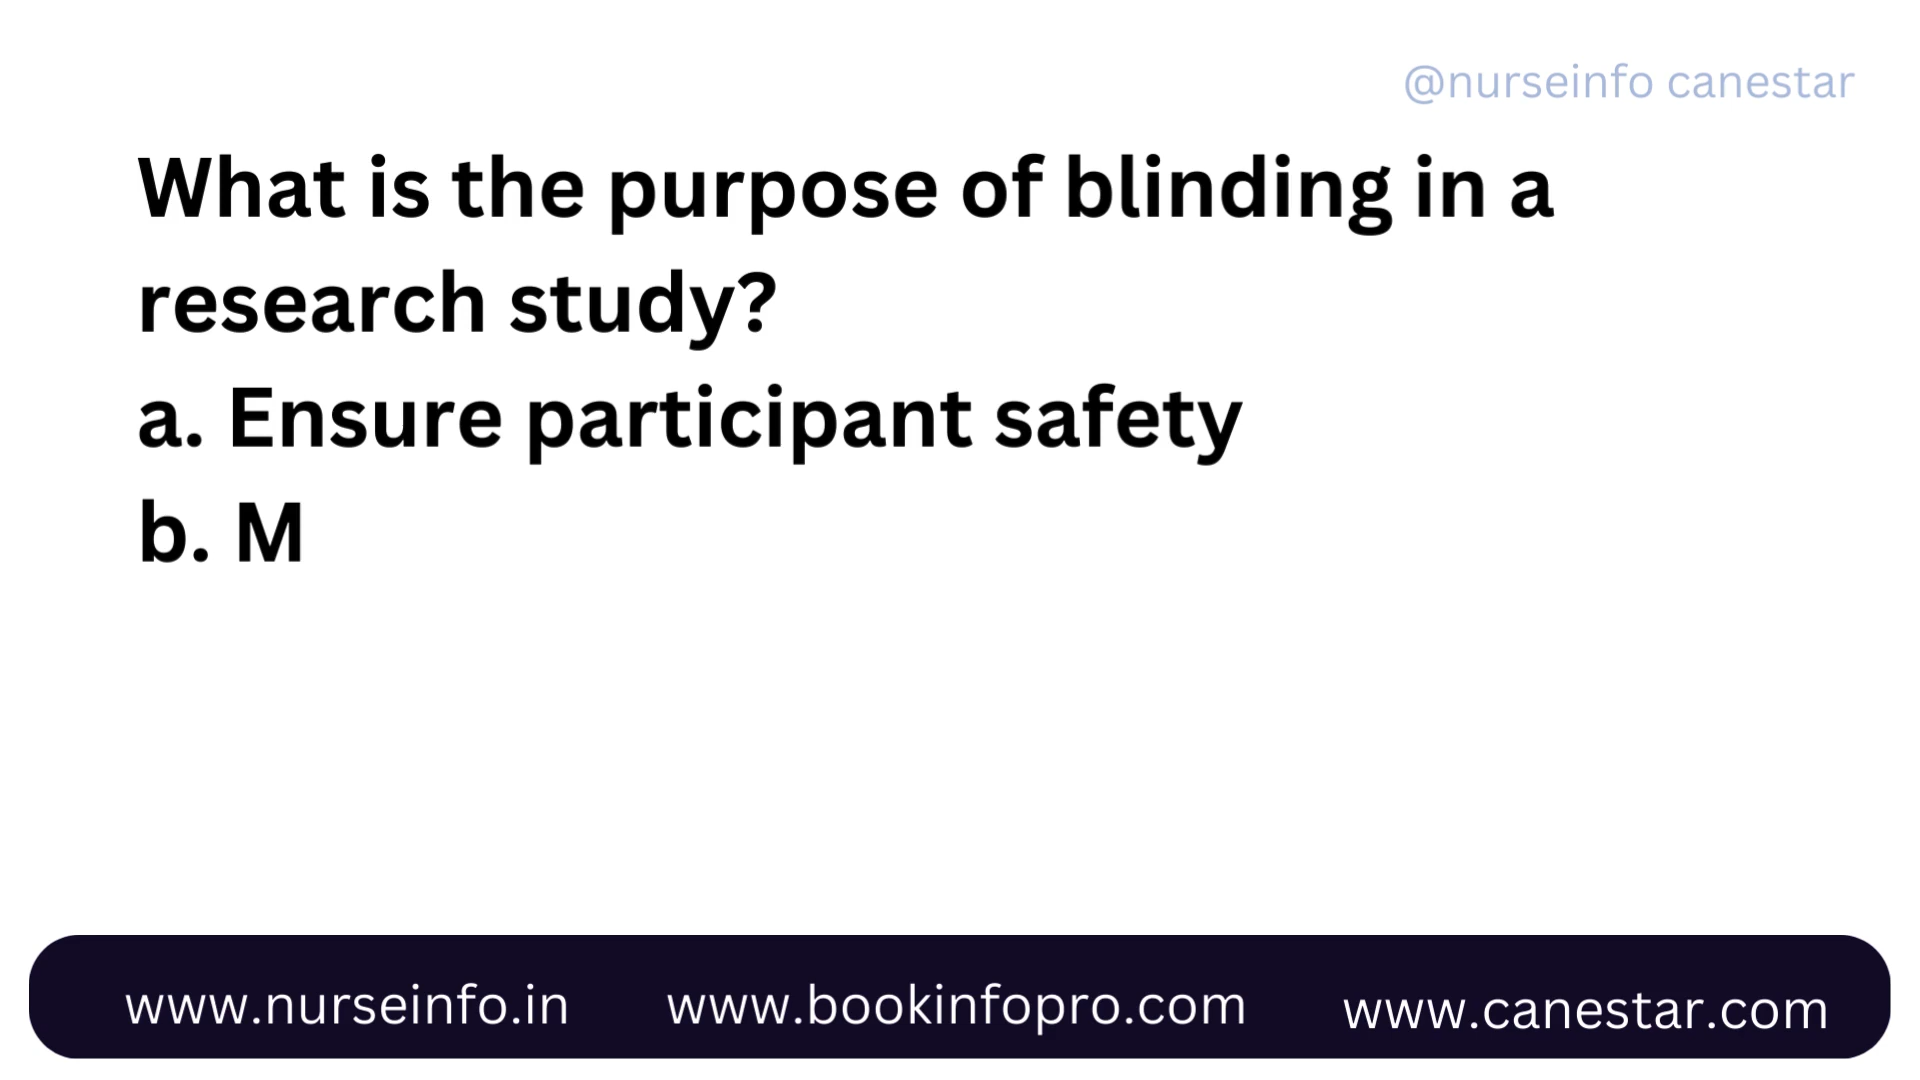 @nurseinfo canestar
What is the purpose of blinding in a
research study?
a. Ensure participant safety
b. M
www.nurseinfo.in www.bookinfopro.com www.canestar.com